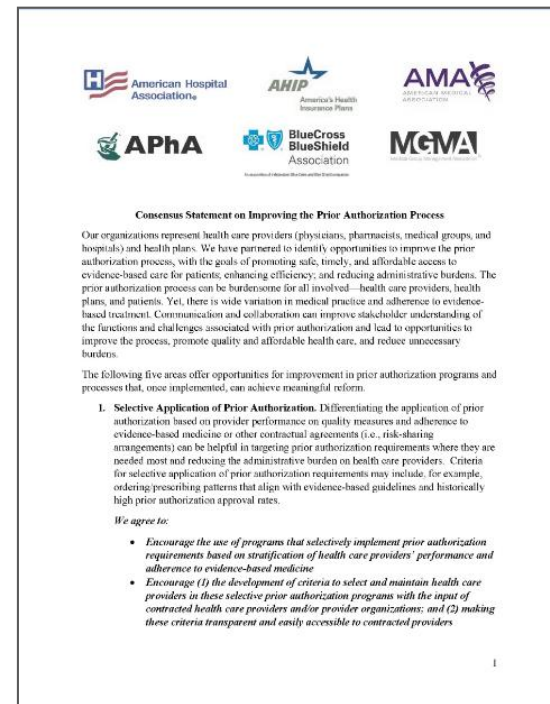 American Hospital
Association®
AHIP
America's Health
Insurance Plans
AMA
AMERICAN MEDICAL
ASSOCIATION
APhA
BlueCross
BlueShield
Association
MGMA
Consensus Statement on Improving the Prior Authorization Process
Our organizations represent health care providers (physicians, pharmacists, medical groups, and
hospitals) and health plans. We have partnered to identify opportunities to improve the prior
authorization process, with the goals of promoting safe, timely, and affordable access to
evidence-based care for patients; enhancing efficiency; and reducing administrative burdens. The
prior authorization process can be burdensome for all involved—health care providers, health
plans, and patients. Yet, there is wide variation in medical practice and adherence to evidence-
based treatment. Communication and collaboration can improve stakeholder understanding of
the functions and challenges associated with prior authorization and lead to opportunities to
improve the process, promote quality and affordable health care, and reduce unnecessary
burdens.
The following five areas offer opportunities for improvement in prior authorization programs and
processes that, once implemented, can achieve meaningful reform.
1. Selective Application of Prior Authorization. Differentiating the application of prior
authorization based on provider performance on quality measures and adherence to
evidence-based medicine or other contractual agreements (i.e., risk-sharing
arrangements) can be helpful in targeting prior authorization requirements where they are
needed most and reducing the administrative burden on health care providers. Criteria
for selective application of prior authorization requirements may include, for example,
ordering/prescribing patterns that align with evidence-based guidelines and historically
high prior authorization approval rates.
We agree to:
• Encourage the use of programs that selectively implement prior authorization
requirements based on stratification of health care providers' performance and
adherence to evidence-based medicine
• Encourage (1) the development of criteria to select and maintain health care
providers in these selective prior authorization programs with the input of
contracted health care providers and/or provider organizations; and (2) making
these criteria transparent and easily accessible to contracted providers
1